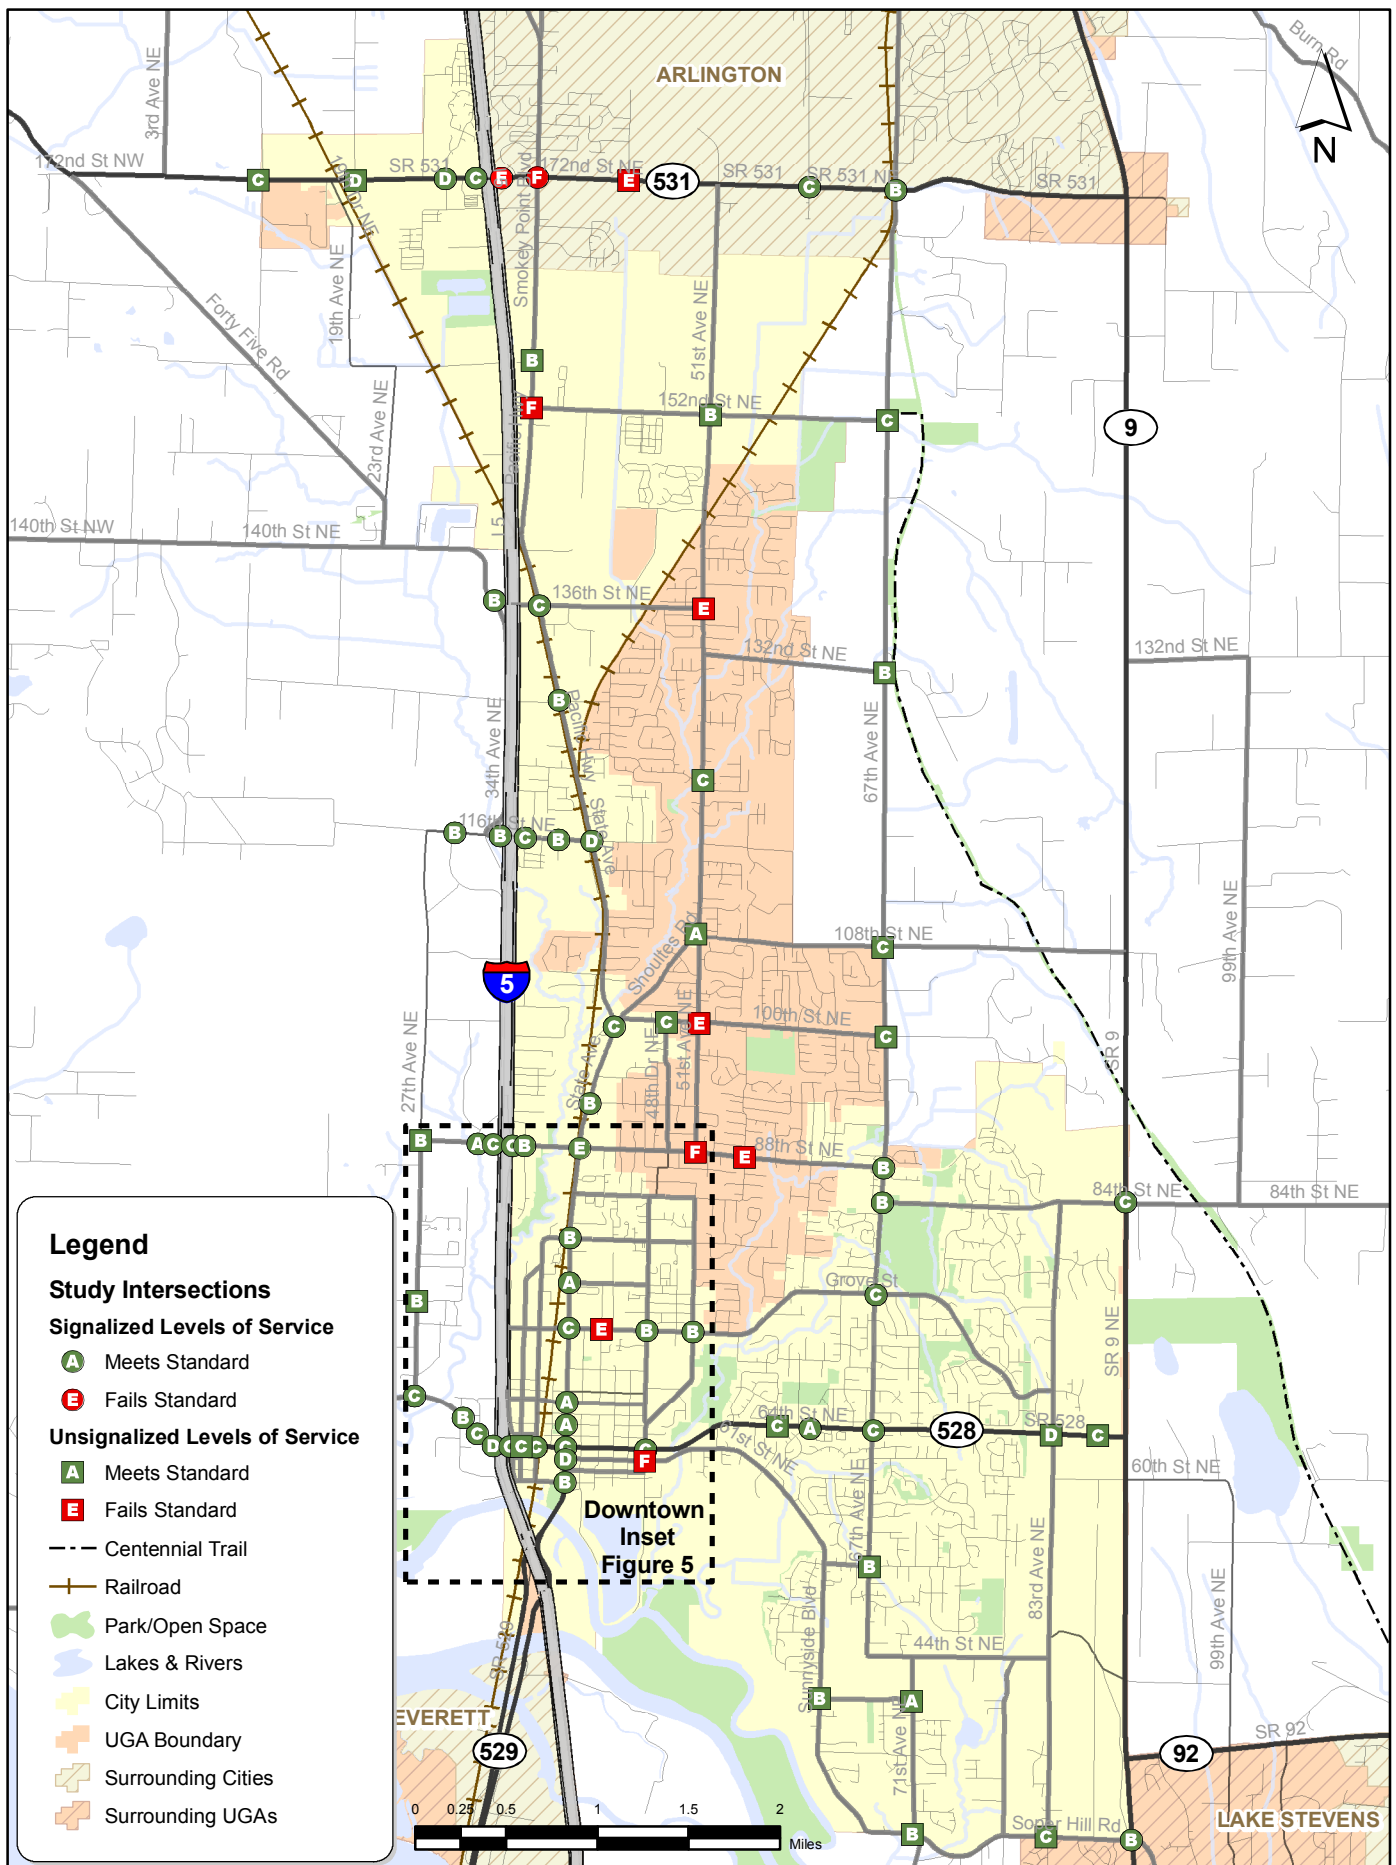 ARLINGTON
Burn Rd
N
3rd Ave NE
172nd St NW
SR 531
172nd St NE
531
SR 531
SR 531 NE
SR 531
C
D
D
C
E
F
E
C
B
Smokey Point Blvd
19th Ave NE
Forty Five Rd
51st Ave NE
B
F
152nd St NE
B
C
9
23rd Ave NE
Pacific Hwy
140th St NW
140th St NE
I 5
B
C
136th St NE
E
132nd St NE
B
132nd St NE
B
Pacific Hwy
34th Ave NE
67th Ave NE
C
116th St NE
State Ave
B
B
C
B
D
99th Ave NE
A
108th St NE
C
Shoultes Rd
5
C
C
E
100th St NE
C
27th Ave NE
State Ave
48th Dr NE
51st Ave NE
SR 9
B
B
A
C
C
B
E
F
E
88th St NE
B
B
84th St NE
C
84th St NE
B
A
Grove St
C
B
C
E
B
B
SR 9 NE
C
B
C
D
C
C
C
A
A
C
D
B
C
F
64th St NE
C
A
C
528
SR 528
D
C
61st St NE
60th St NE
Downtown
Inset
Figure 5
67th Ave NE
B
83rd Ave NE
Sunnyside Blvd
44th St NE
99th Ave NE
B
A
71st Ave NE
SR 529
EVERETT
529
SR 92
92
LAKE STEVENS
B
Soper Hill Rd
C
B
Legend
Study Intersections
Signalized Levels of Service
A Meets Standard
E Fails Standard
Unsignalized Levels of Service
A Meets Standard
E Fails Standard
Centennial Trail
Railroad
Park/Open Space
Lakes & Rivers
City Limits
UGA Boundary
Surrounding Cities
Surrounding UGAs
0 0.25 0.5 1 1.5 2
Miles